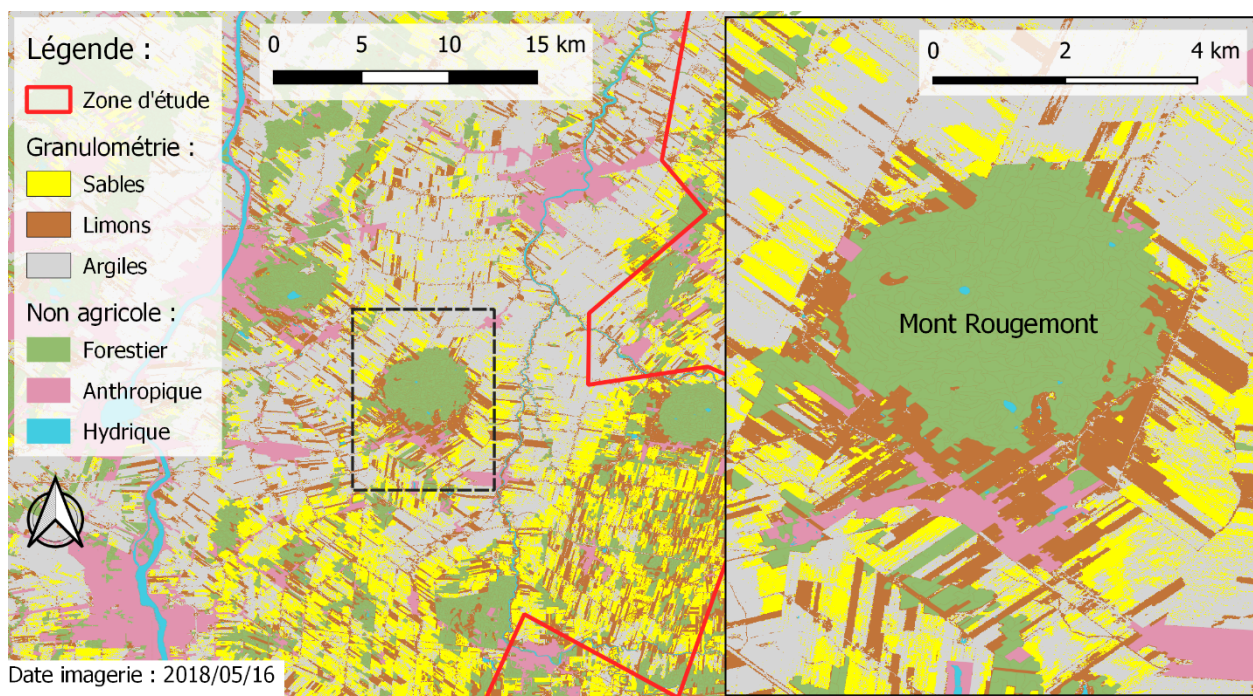 Légende :
Zone d'étude
Granulométrie :
Sables
Limons
Argiles
Non agricole :
Forestier
Anthropique
Hydrique
0 5 10 15 km
0 2 4 km
Mont Rougemont
Date imagerie : 2018/05/16